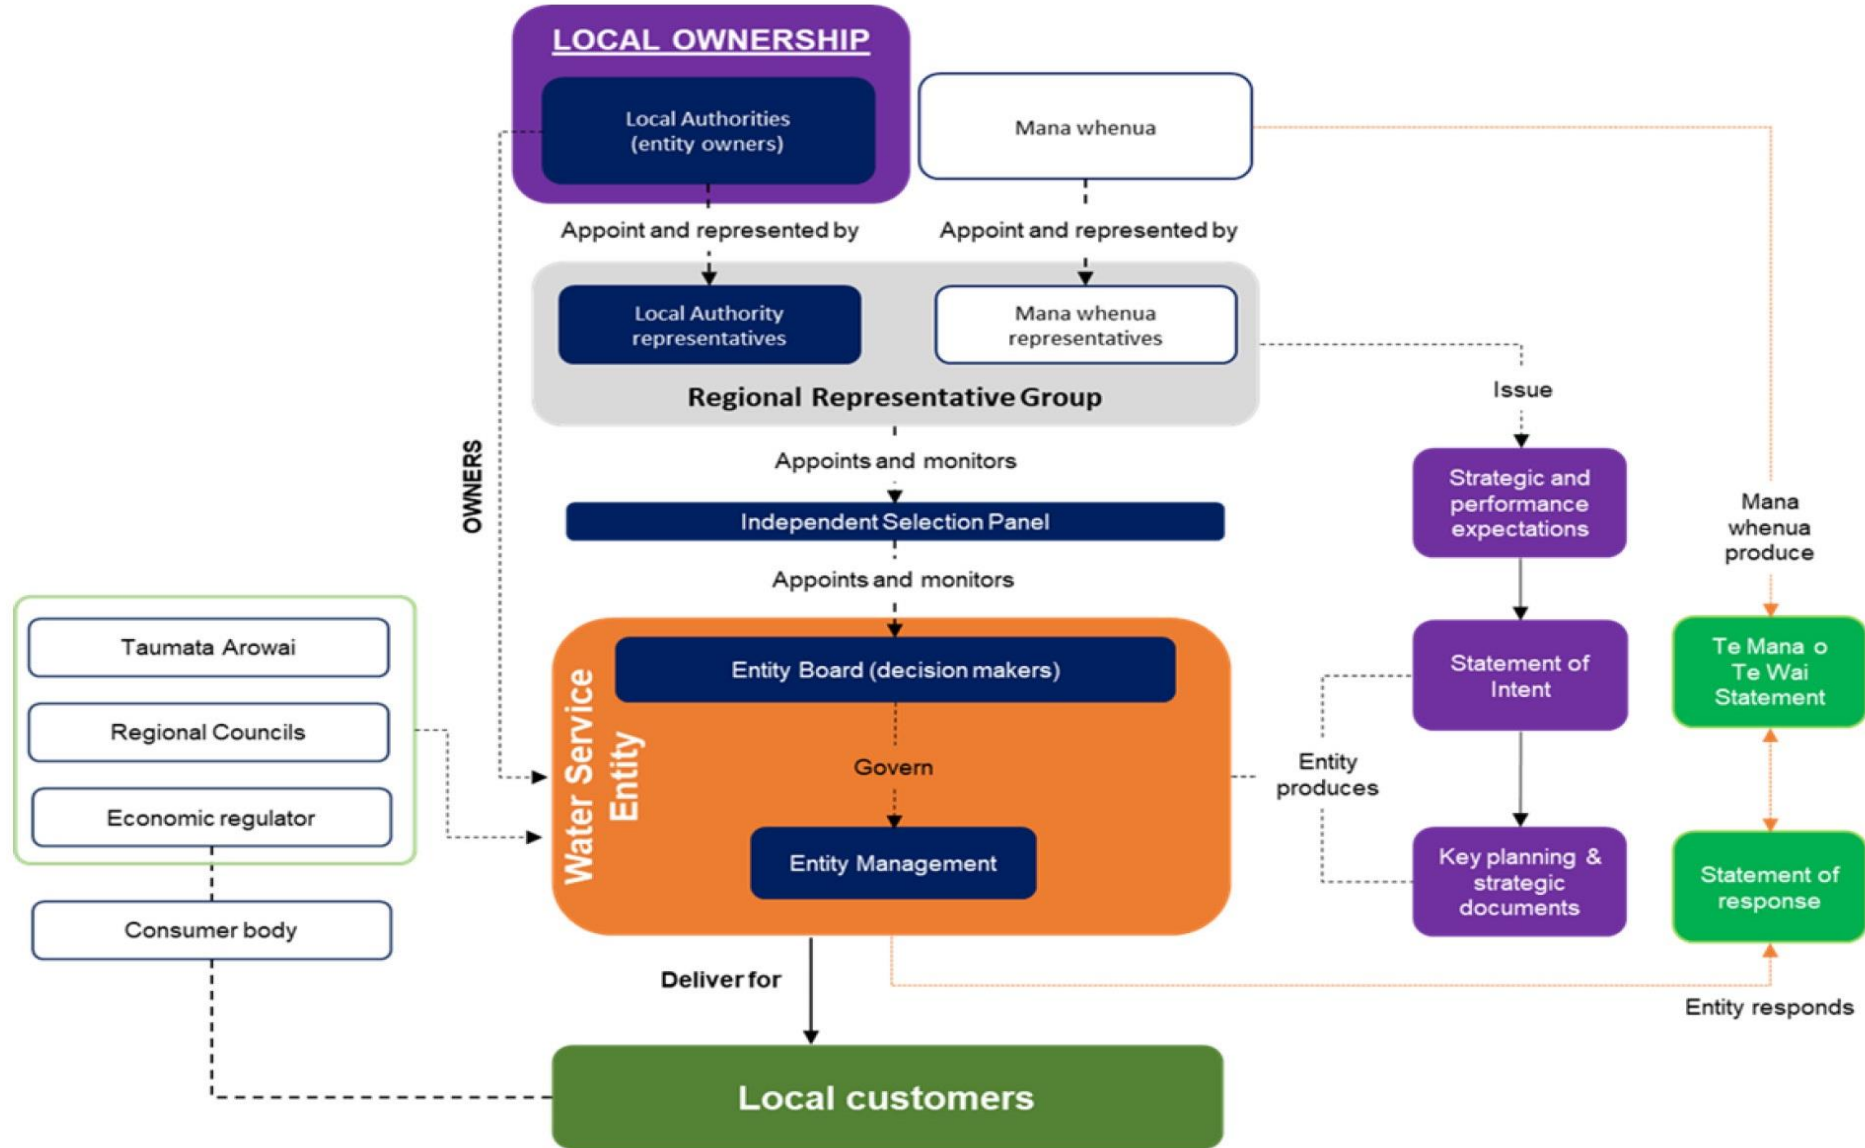 LOCAL OWNERSHIP
Local Authorities
(entity owners)
Mana whenua
Appoint and represented by
Appoint and represented by
Local Authority
representatives
Mana whenua
representatives
Regional Representative Group
Issue
OWNERS
Appoints and monitors
Independent Selection Panel
Appoints and monitors
Strategic and
performance
expectations
Mana
whenua
produce
Taumata Arowai
Regional Councils
Economic regulator
Consumer body
Water Service
Entity
Entity Board (decision makers)
Govern
Entity Management
Entity
produces
Statement of
Intent
Key planning &
strategic
documents
Te Mana o
Te Wai
Statement
Statement of
response
Deliver for
Entity responds
Local customers